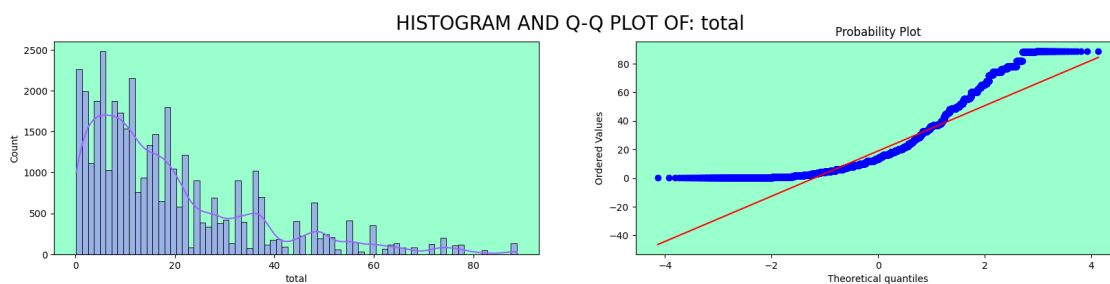 HISTOGRAM AND Q-Q PLOT OF: total
Probability Plot
2500
2000
1500
1000
500
0
Count
0 20 40 60 80
total
80
60
40
20
0
−20
−40
Ordered Values
−4 −2 0 2 4
Theoretical quantiles